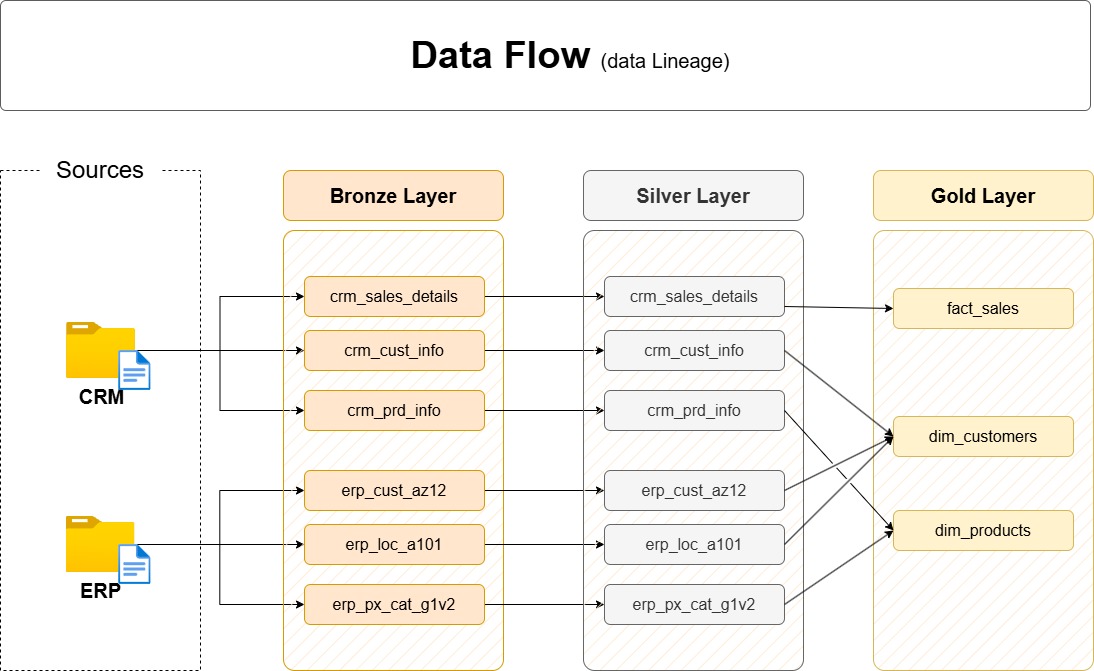 Data Flow (data Lineage)
Sources
Bronze Layer
Silver Layer
Gold Layer
crm_sales_details
crm_sales_details
fact_sales
crm_cust_info
crm_cust_info
CRM
crm_prd_info
crm_prd_info
dim_customers
erp_cust_az12
erp_cust_az12
dim_products
erp_loc_a101
erp_loc_a101
ERP
erp_px_cat_g1v2
erp_px_cat_g1v2